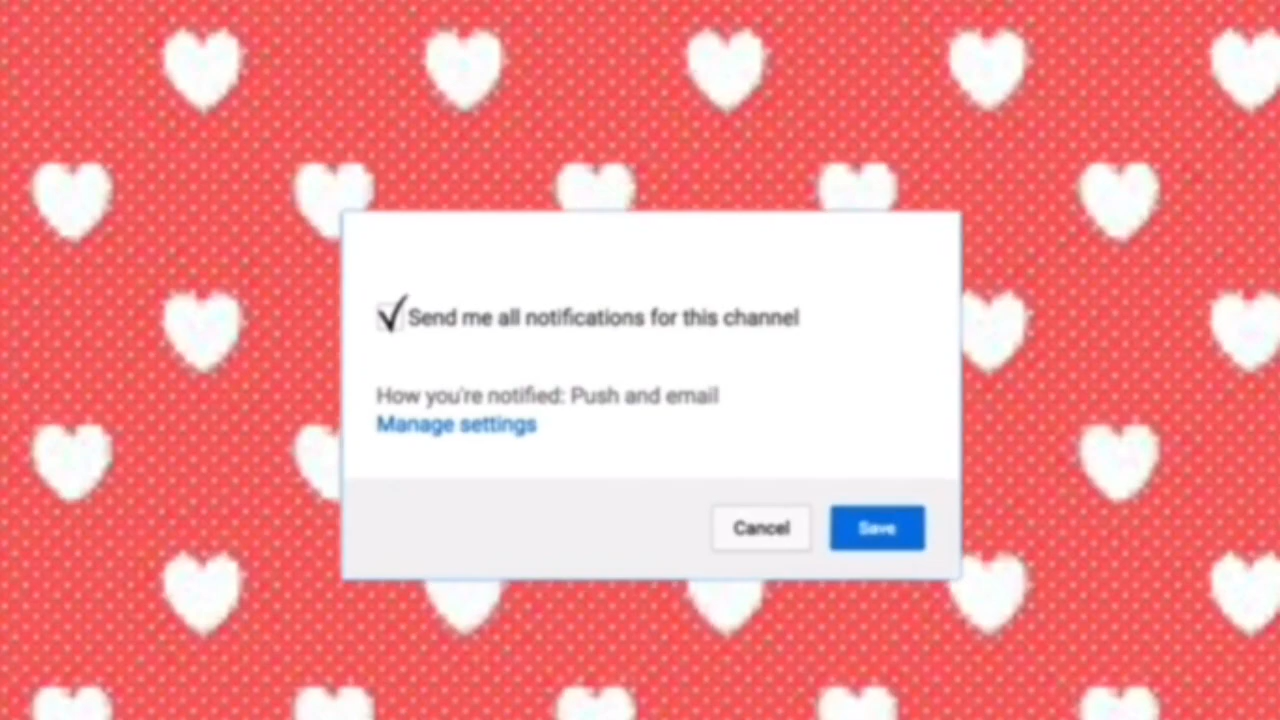 Send me all notifications for this channel
How you're notified: Push and email
Manage settings
Cancel
Save